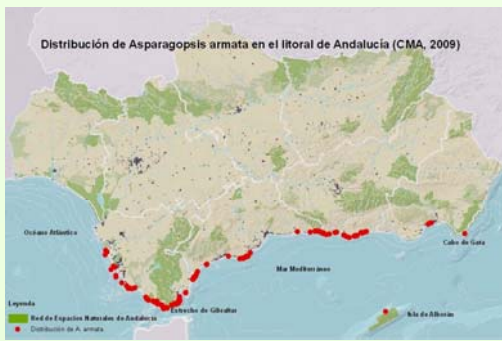 Distribución de Asparagopsis armata en el litoral de Andalucía (CMA, 2009)
Océano Atlántico
Cabo de Gata
Mar Mediterráneo
Estrecho de Gibraltar
Isla de Alborán
Leyenda
Red de Espacios Naturales de Andalucía
Distribución de A. armata.